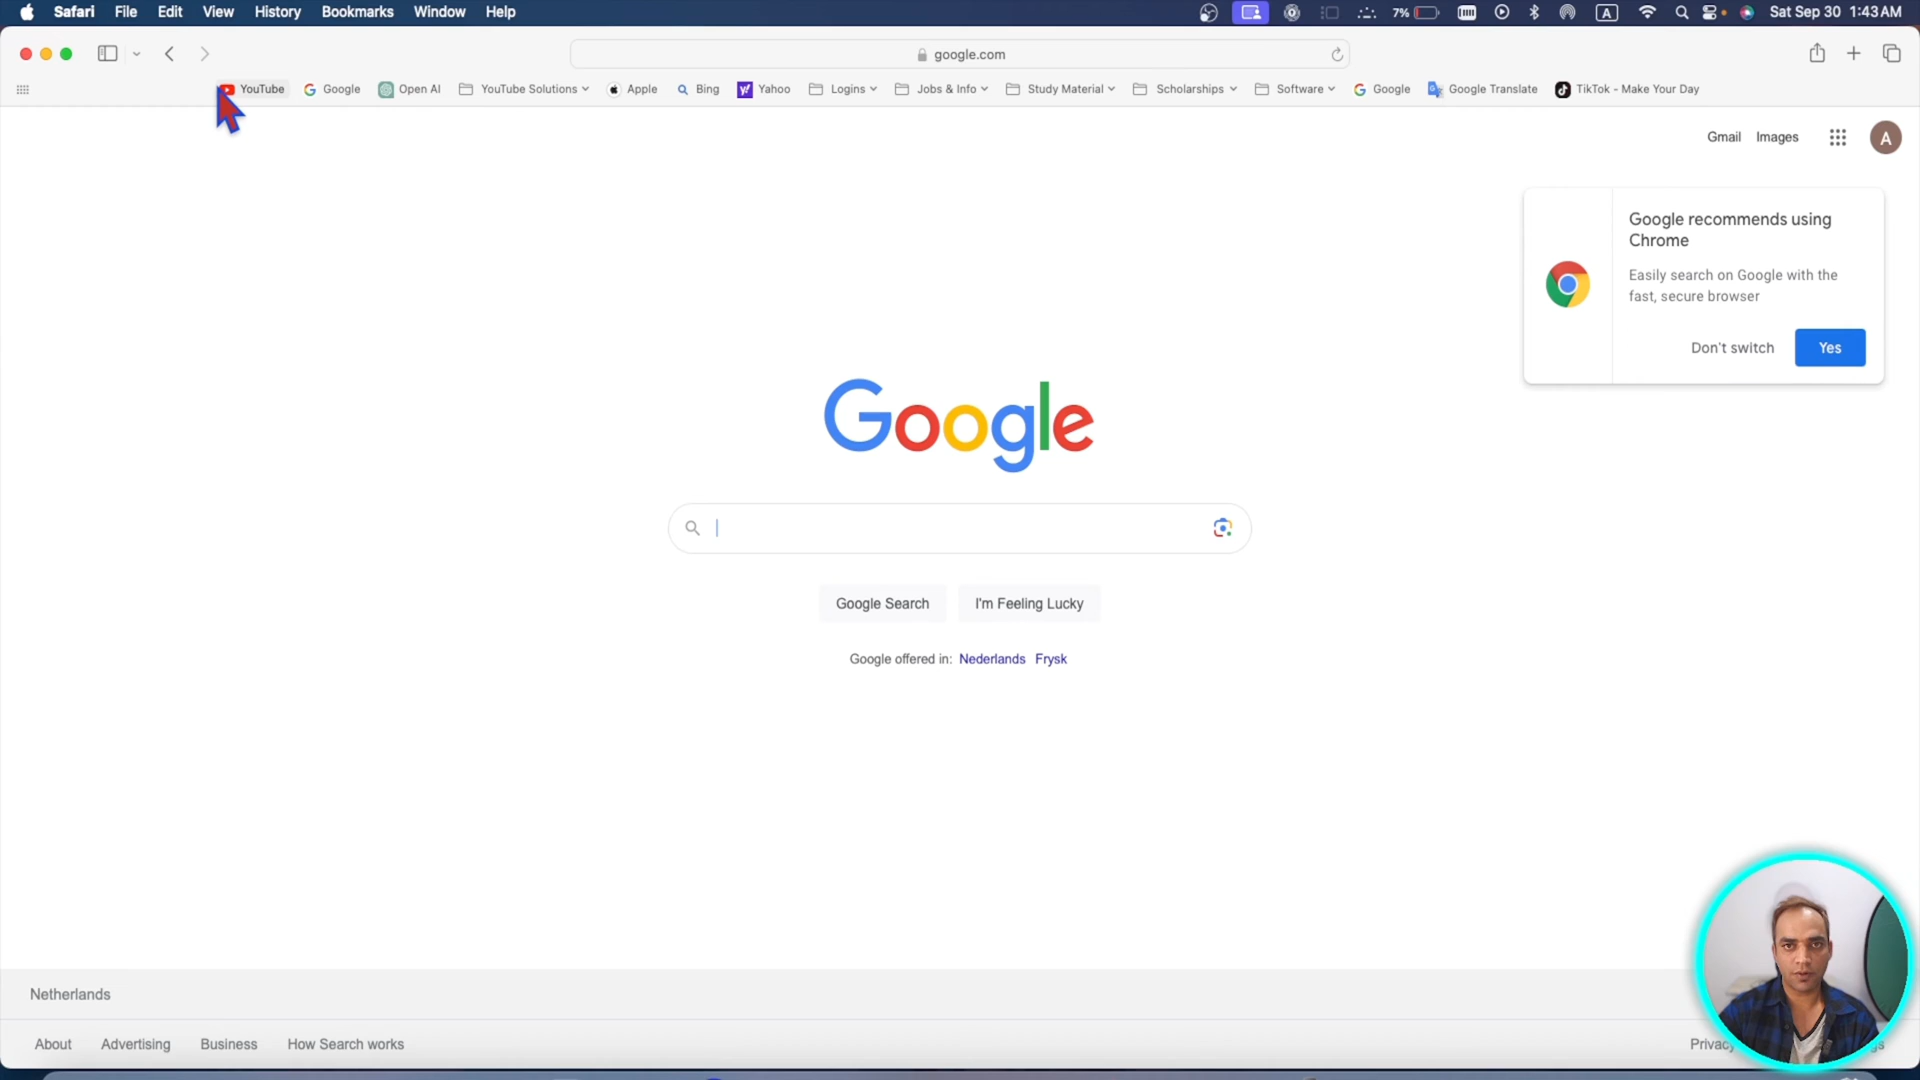 Safari File Edit View History Bookmarks Window Help 7% A Sat Sep 30 1:43 AM
google.com
YouTube Google Open AI YouTube Solutions Apple Bing Yahoo Logins Jobs & Info Study Material Scholarships Software Google Google Translate TikTok - Make Your Day
Gmail Images A
Google recommends using
Chrome
Easily search on Google with the
fast, secure browser
Don't switch Yes
Google
Google Search I'm Feeling Lucky
Google offered in: Nederlands Frysk
Netherlands
About Advertising Business How Search works Privacy